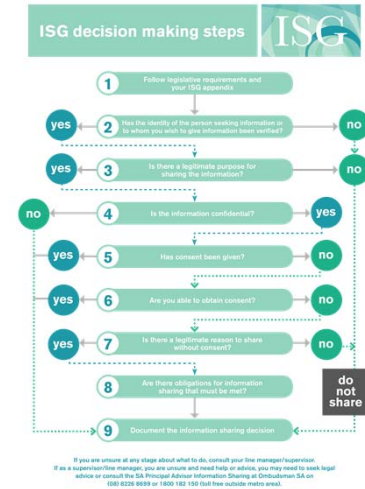 ISG decision making steps
ISG
1
Follow legislative requirements and
your ISG appendix
yes
2
Has the identity of the person seeking information or
to whom you wish to give information been verified?
no
yes
3
Is there a legitimate purpose for
sharing the information?
no
no
4
Is the information confidential?
yes
yes
5
Has consent been given?
no
yes
6
Are you able to obtain consent?
no
yes
7
Is there a legitimate reason to share
without consent?
no
8
Are there obligations for information
sharing that must be met?
do
not
share
9
Document the information sharing decision
If you are unsure at any stage about what to do, consult your line manager/supervisor.
If as a supervisor/line manager, you are unsure and need help or advice, you may need to seek legal
advice or consult the SA Principal Advisor Information Sharing at Ombudsman SA on
(08) 8226 8699 or 1800 182 150 (toll free outside metro area).